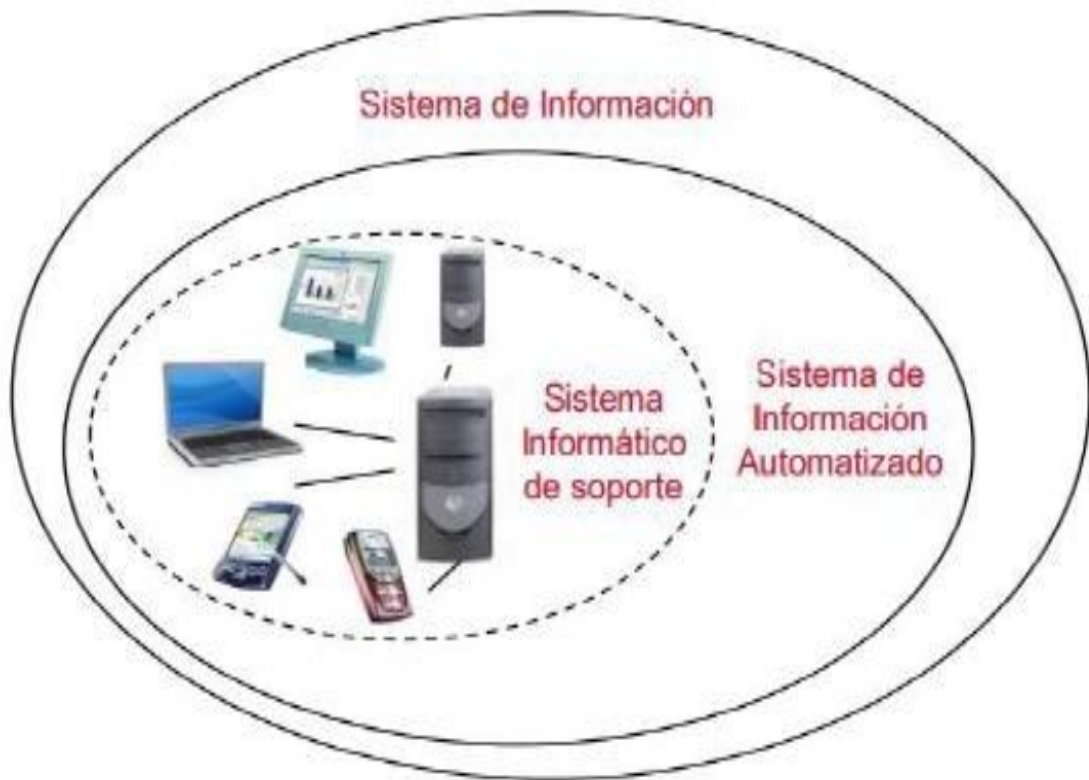 Sistema de Información
Sistema
Informático
de soporte
Sistema de
Información
Automatizado